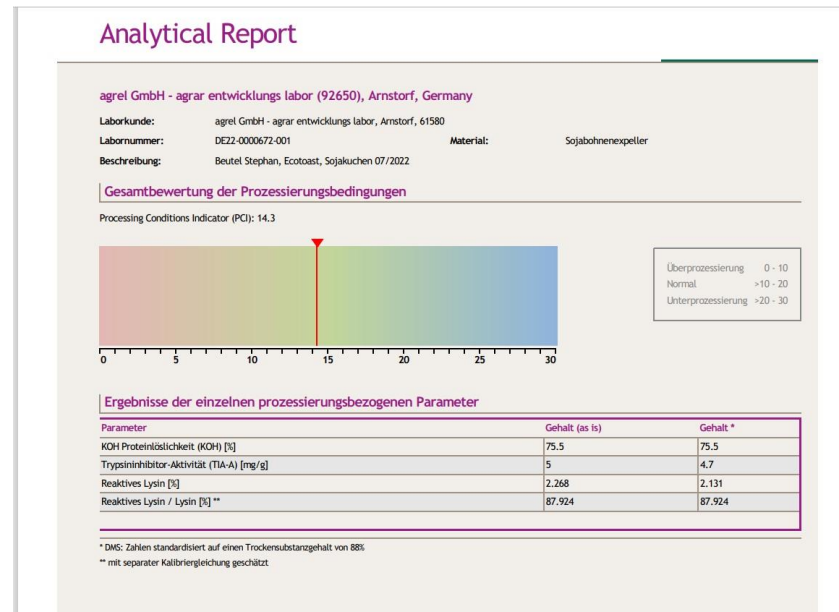 Analytical Report
agrel GmbH - agrar entwicklungs labor (92650), Arnstorf, Germany
Laborkunde: agrel GmbH - agrar entwicklungs labor, Arnstorf, 61580
Labornummer: DE22-0000672-001 Material: Sojabohnenexpeller
Beschreibung: Beutel Stephan, Ecotoast, Sojakuchen 07/2022
Gesamtbewertung der Prozessierungsbedingungen
Processing Conditions Indicator (PCI): 14.3
Überprozessierung 0 - 10
Normal >10 - 20
Unterprozessierung >20 - 30
0 5 10 15 20 25 30
Ergebnisse der einzelnen prozessierungsbezogenen Parameter
Parameter Gehalt (as is) Gehalt *
KOH Proteinlöslichkeit (KOH) [%] 75.5 75.5
Trypsininhibitor-Aktivität (TIA-A) [mg/g] 5 4.7
Reaktives Lysin [%] 2.268 2.131
Reaktives Lysin / Lysin [%] ** 87.924 87.924
* DMS: Zahlen standardisiert auf einen Trockensubstanzgehalt von 88%
** mit separater Kalibriergleichung geschätzt